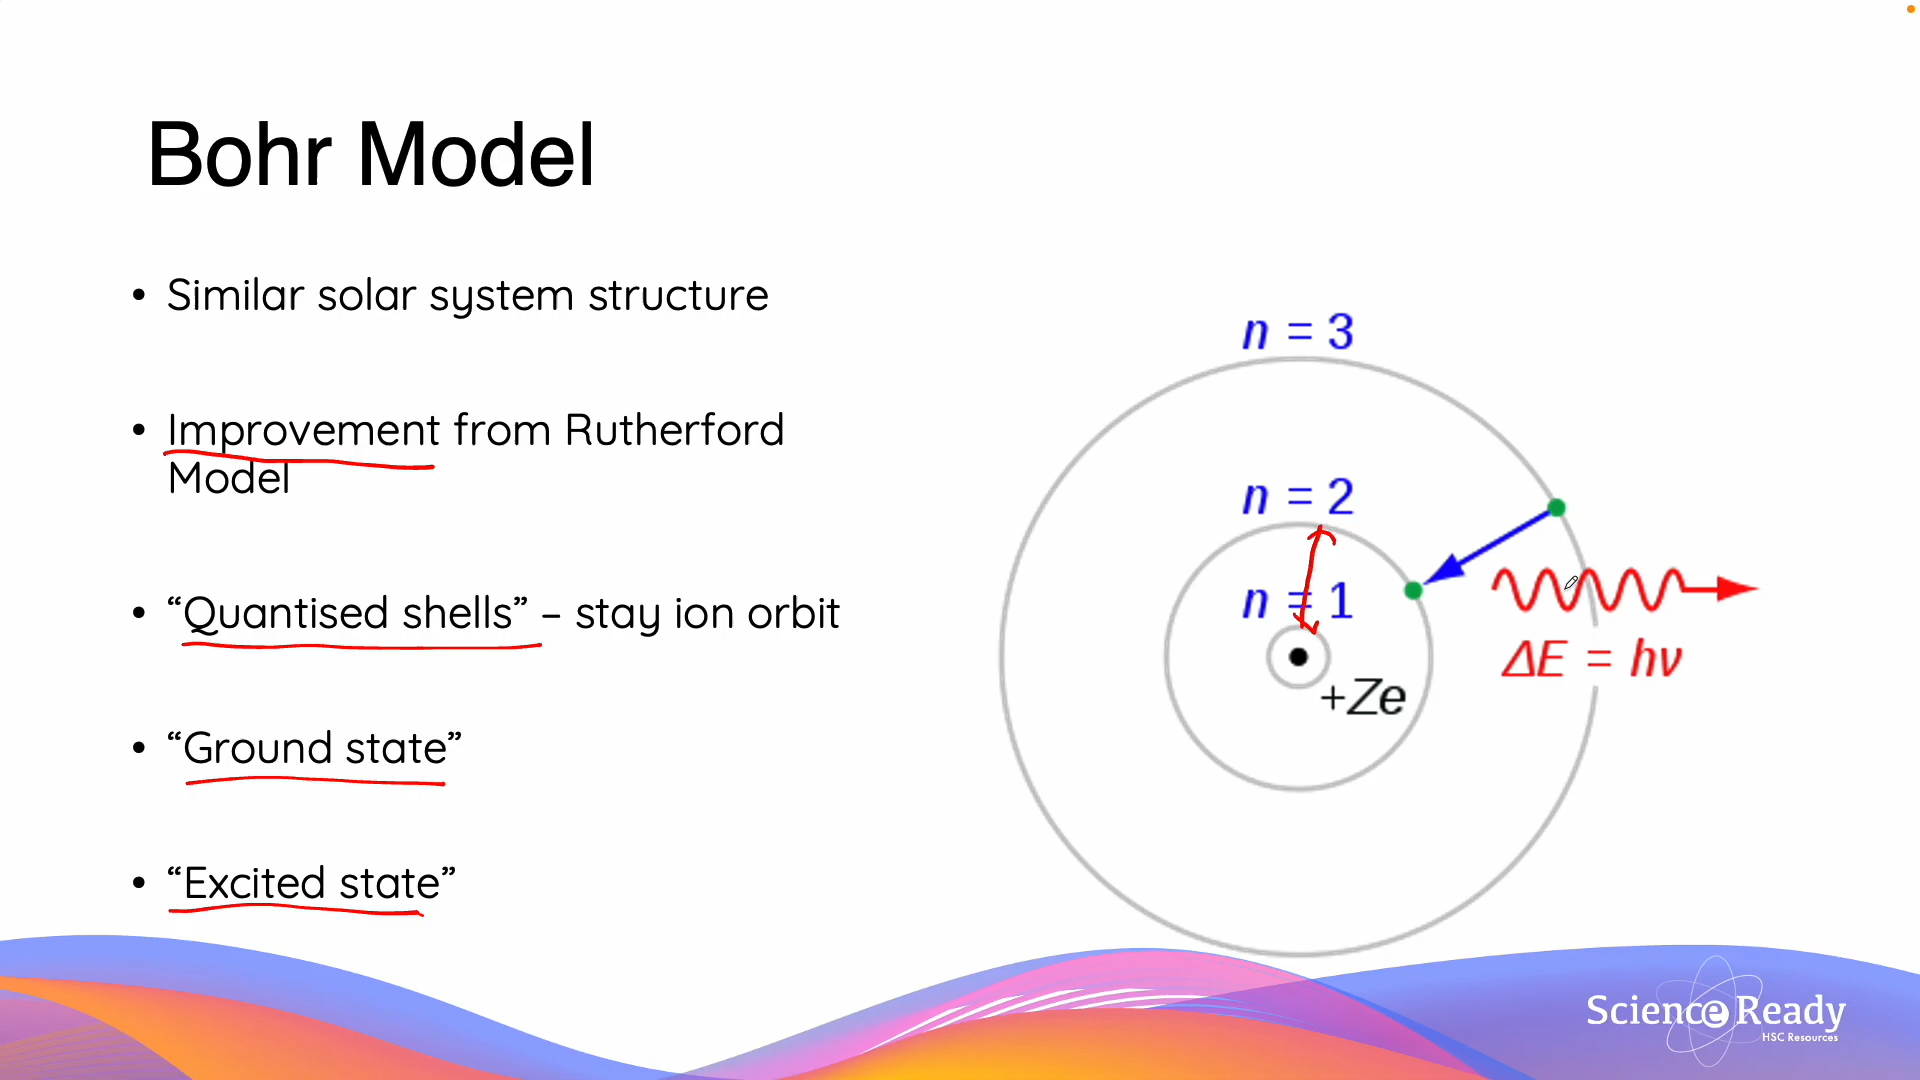 Bohr Model
• Similar solar system structure
• Improvement from Rutherford
Model
• “Quantised shells” – stay ion orbit
• “Ground state”
• “Excited state”
n = 3
n = 2
n = 1
+Ze
ΔE = hν
Science Ready
HSC Resources